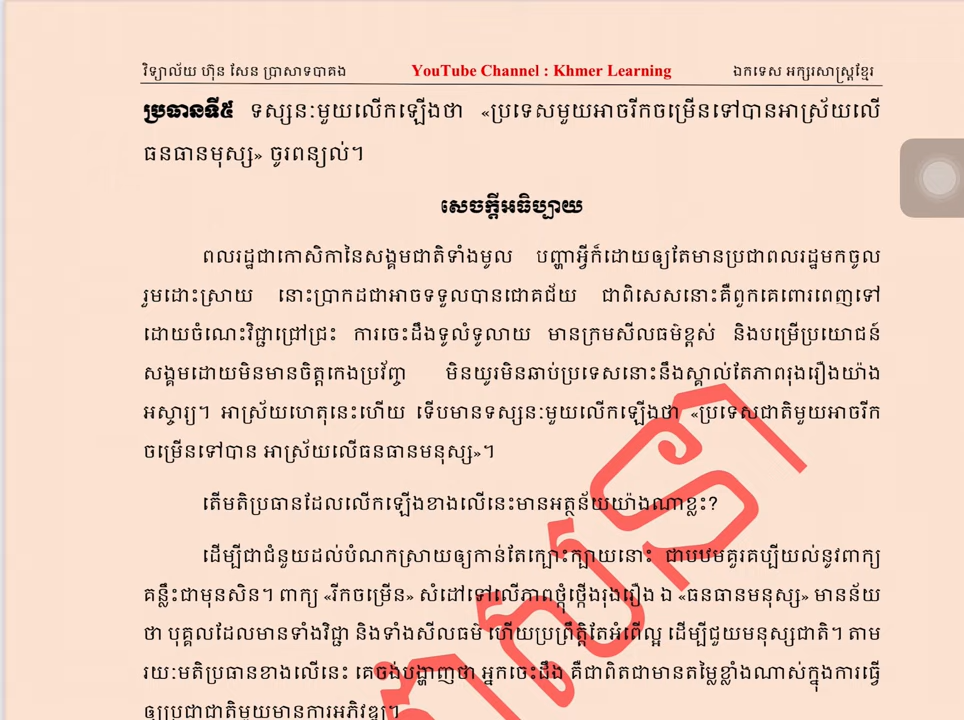 វិទ្យាល័យ ហ៊ុន សែន ប្រាសាទបាគង YouTube Channel : Khmer Learning ឯកទេស អក្សរសាស្ត្រខ្មែរ
ប្រធានទី៥ ទស្សនៈមួយលើកឡើងថា «ប្រទេសមួយអាចរីកចម្រើនទៅបានអាស្រ័យលើ
ធនធានមុស្ស» ចូរពន្យល់។
សេចក្តីអធិប្បាយ
ពលរដ្ឋជាកោសិកានៃសង្គមជាតិទាំងមូល បញ្ហាអ្វីក៏ដោយឲ្យតែមានប្រជាពលរដ្ឋមកចូល
រួមដោះស្រាយ នោះប្រាកដជាអាចទទួលបានជោគជ័យ ជាពិសេសនោះគឺពួកគេពោរពេញទៅ
ដោយចំណេះវិជ្ជាជ្រៅជ្រះ ការចេះដឹងទូលំទូលាយ មានក្រមសីលធម៌ខ្ពស់ និងបម្រើប្រយោជន៍
សង្គមដោយមិនមានចិត្តកេងប្រវ័ញ្ច មិនយូរមិនឆាប់ប្រទេសនោះនឹងស្គាល់តែភាពរុងរឿងយ៉ាង
អស្ចារ្យ។ អាស្រ័យហេតុនេះហើយ ទើបមានទស្សនៈមួយលើកឡើងថា «ប្រទេសជាតិមួយអាចរីក
ចម្រើនទៅបាន អាស្រ័យលើធនធានមនុស្ស»។
តើមតិប្រធានដែលលើកឡើងខាងលើនេះមានអត្ថន័យយ៉ាងណាខ្លះ?
ដើម្បីជាជំនួយដល់បំណកស្រាយឲ្យកាន់តែក្បោះក្បាយនោះ ជាបឋមគួរគប្បីយល់នូវពាក្យ
គន្លឹះជាមុនសិន។ ពាក្យ «រីកចម្រើន» សំដៅទៅលើភាពថ្កុំថ្កើងរុងរឿង ឯ «ធនធានមនុស្ស» មានន័យ
ថា បុគ្គលដែលមានទាំងវិជ្ជា និងទាំងសីលធម៌ ហើយប្រព្រឹត្តិតែអំពើល្អ ដើម្បីជួយមនុស្សជាតិ។ តាម
រយៈមតិប្រធានខាងលើនេះ គេចង់បង្ហាញថា អ្នកចេះដឹង គឺជាពិតជាមានតម្លៃខ្លាំងណាស់ក្នុងការធ្វើ
ឲ្យប្រជាជាតិមួយមានការអភិវឌ្ឍ។